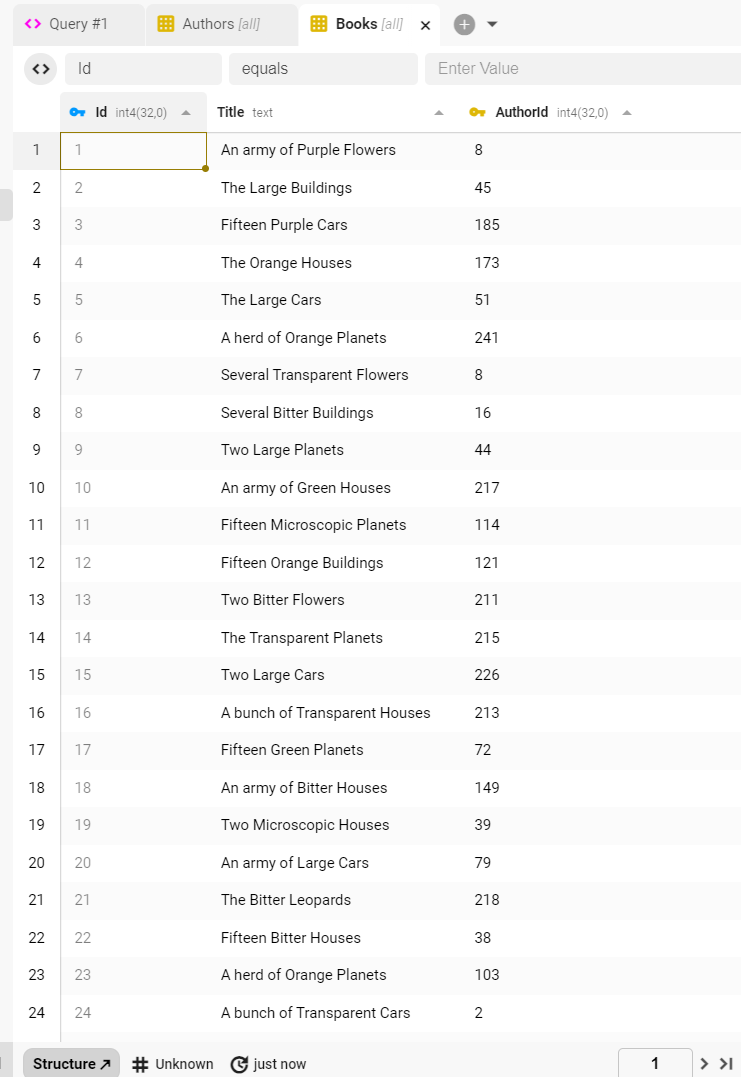 Query #1 Authors [all] Books [all]
Id equals Enter Value
Id int4(32,0) Title text AuthorId int4(32,0)
1 1 An army of Purple Flowers 8
2 2 The Large Buildings 45
3 3 Fifteen Purple Cars 185
4 4 The Orange Houses 173
5 5 The Large Cars 51
6 6 A herd of Orange Planets 241
7 7 Several Transparent Flowers 8
8 8 Several Bitter Buildings 16
9 9 Two Large Planets 44
10 10 An army of Green Houses 217
11 11 Fifteen Microscopic Planets 114
12 12 Fifteen Orange Buildings 121
13 13 Two Bitter Flowers 211
14 14 The Transparent Planets 215
15 15 Two Large Cars 226
16 16 A bunch of Transparent Houses 213
17 17 Fifteen Green Planets 72
18 18 An army of Bitter Houses 149
19 19 Two Microscopic Houses 39
20 20 An army of Large Cars 79
21 21 The Bitter Leopards 218
22 22 Fifteen Bitter Houses 38
23 23 A herd of Orange Planets 103
24 24 A bunch of Transparent Cars 2
Structure Unknown just now 1